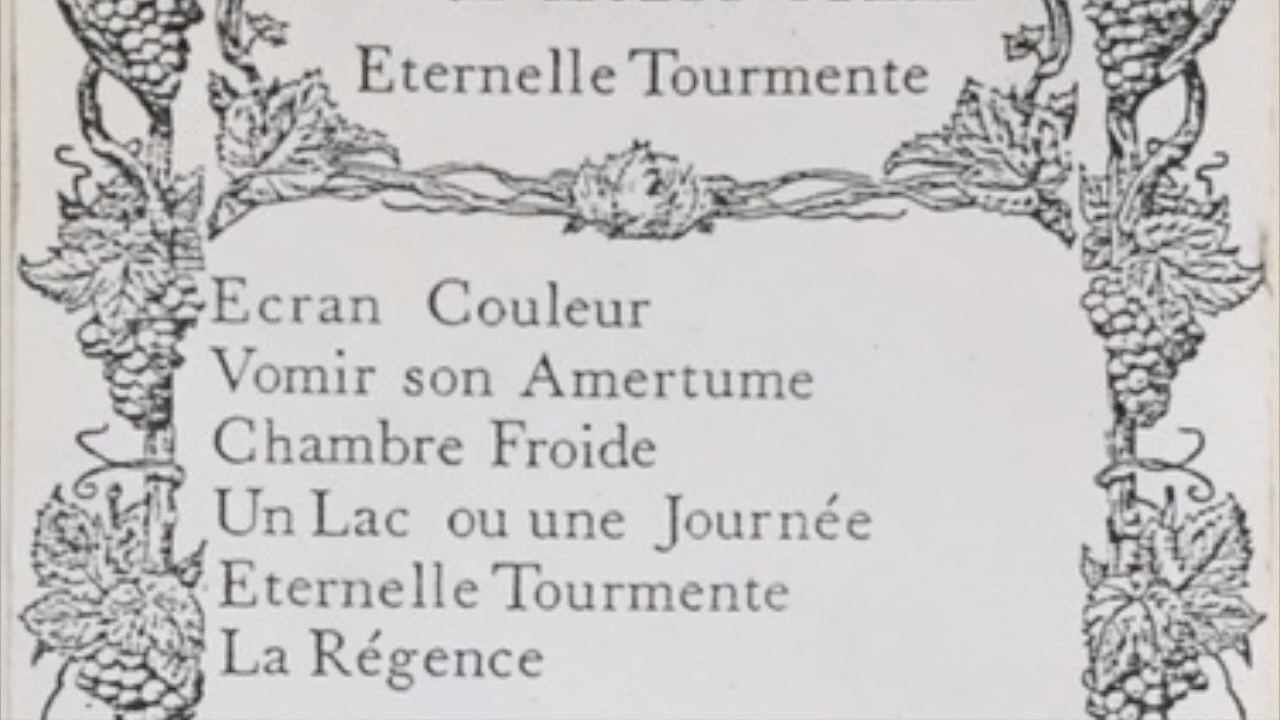 Eternelle Tourmente
Ecran Couleur
Vomir son Amertume
Chambre Froide
Un Lac ou une Journée
Eternelle Tourmente
La Régence